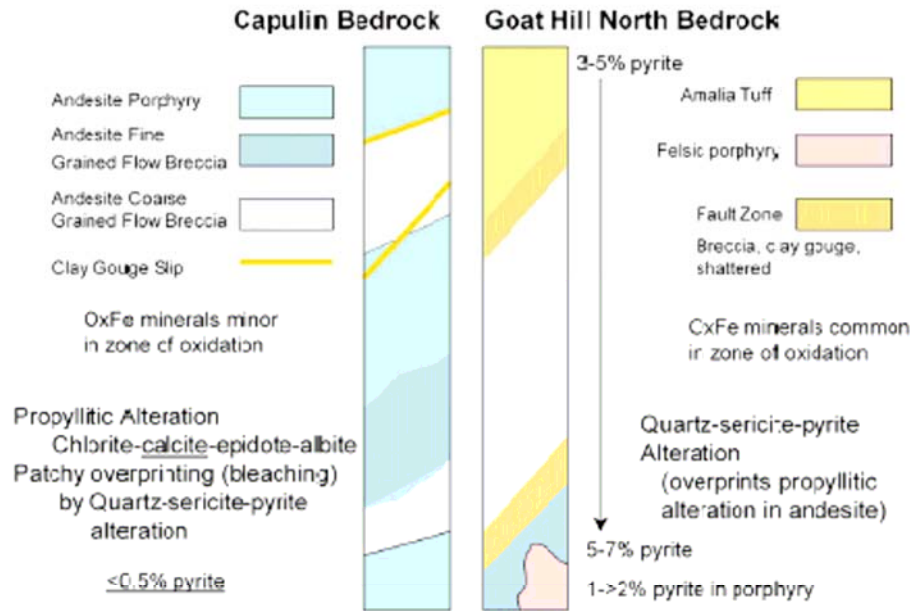 Capulin Bedrock
Goat Hill North Bedrock
Andesite Porphyry
Andesite Fine
Grained Flow Breccia
Andesite Coarse
Grained Flow Breccia
Clay Gouge Slip
OxFe minerals minor
in zone of oxidation
Propyllitic Alteration
Chlorite-calcite-epidote-albite
Patchy overprinting (bleaching)
by Quartz-sericite-pyrite
alteration
<0.5% pyrite
3-5% pyrite
5-7% pyrite
1->2% pyrite in porphyry
Amalia Tuff
Felsic porphyry
Fault Zone
Breccia, clay gouge,
shattered
OxFe minerals common
in zone of oxidation
Quartz-sericite-pyrite
Alteration
(overprints propyllitic
alteration in andesite)